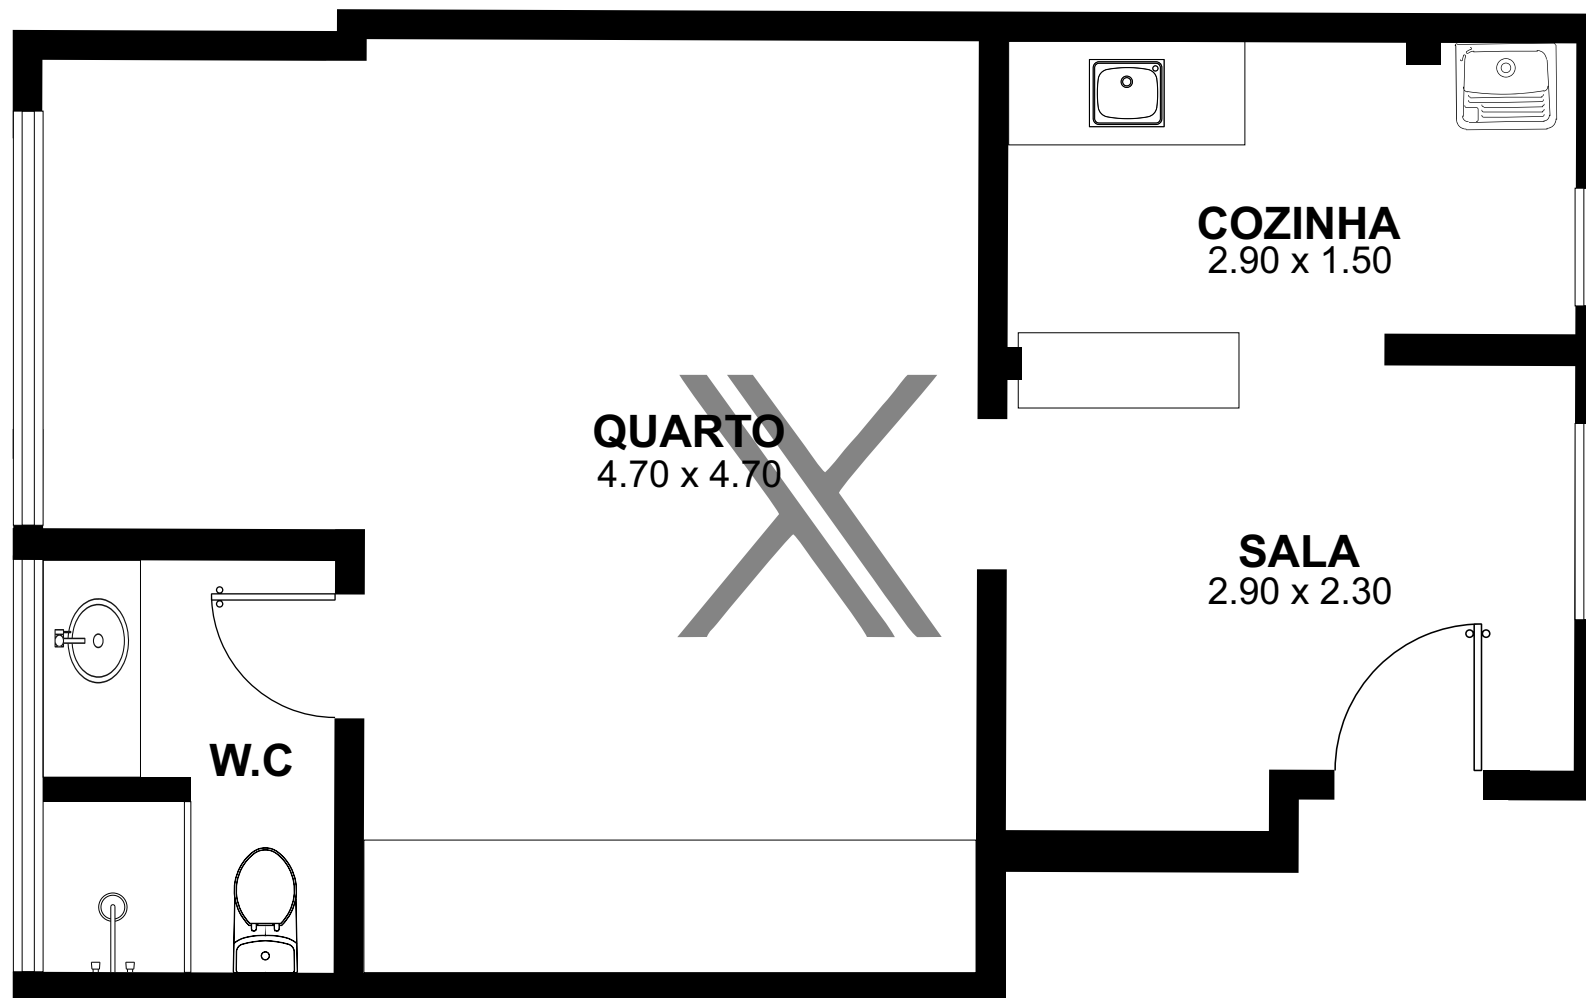 COZINHA
2.90 x 1.50
QUARTO
4.70 x 4.70
SALA
2.90 x 2.30
W.C